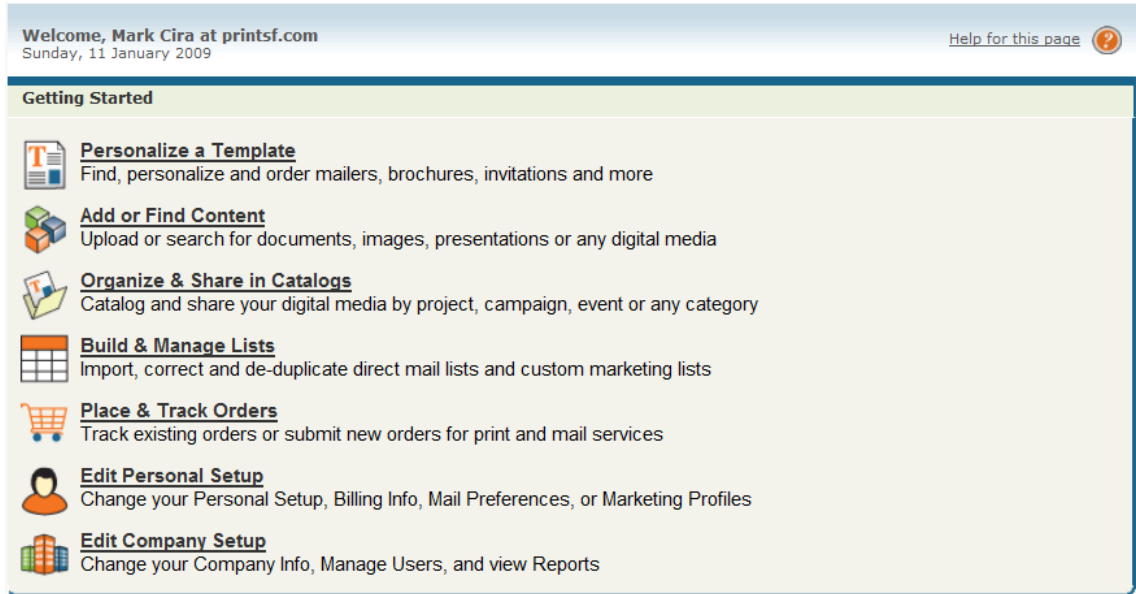 Welcome, Mark Cira at printsf.com
Sunday, 11 January 2009
Help for this page
?
Getting Started
T
Personalize a Template
Find, personalize and order mailers, brochures, invitations and more
Add or Find Content
Upload or search for documents, images, presentations or any digital media
T
Organize & Share in Catalogs
Catalog and share your digital media by project, campaign, event or any category
Build & Manage Lists
Import, correct and de-duplicate direct mail lists and custom marketing lists
Place & Track Orders
Track existing orders or submit new orders for print and mail services
Edit Personal Setup
Change your Personal Setup, Billing Info, Mail Preferences, or Marketing Profiles
Edit Company Setup
Change your Company Info, Manage Users, and view Reports